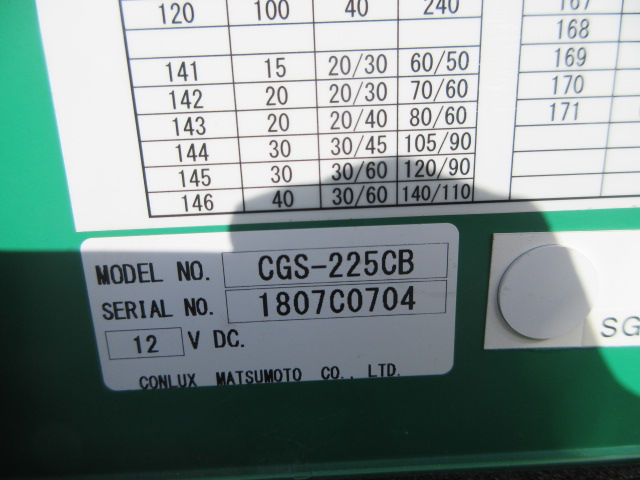 120 100 40 240
141 15 20/30 60/50
142 20 20/30 70/60
143 20 20/40 80/60
144 30 30/45 105/90
145 30 30/60 120/90
146 40 30/60 140/110
167
168
169
170
171
MODEL NO. CGS-225CB
SERIAL NO. 1807C0704
12 V DC.
CONLUX MATSUMOTO CO., LTD.
SG